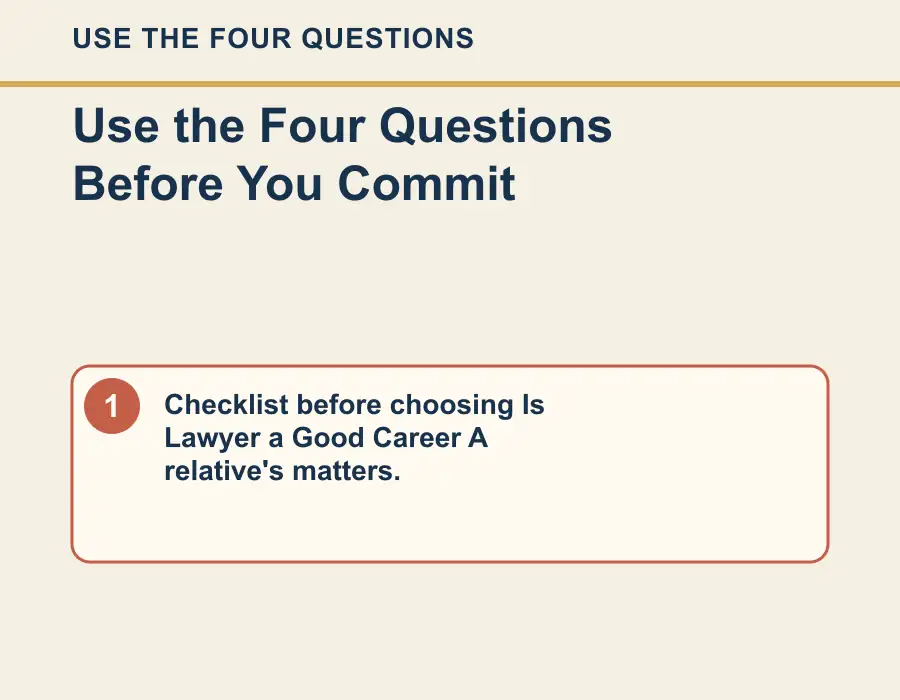 USE THE FOUR QUESTIONS
Use the Four Questions
Before You Commit
1
Checklist before choosing Is
Lawyer a Good Career A
relative's matters.